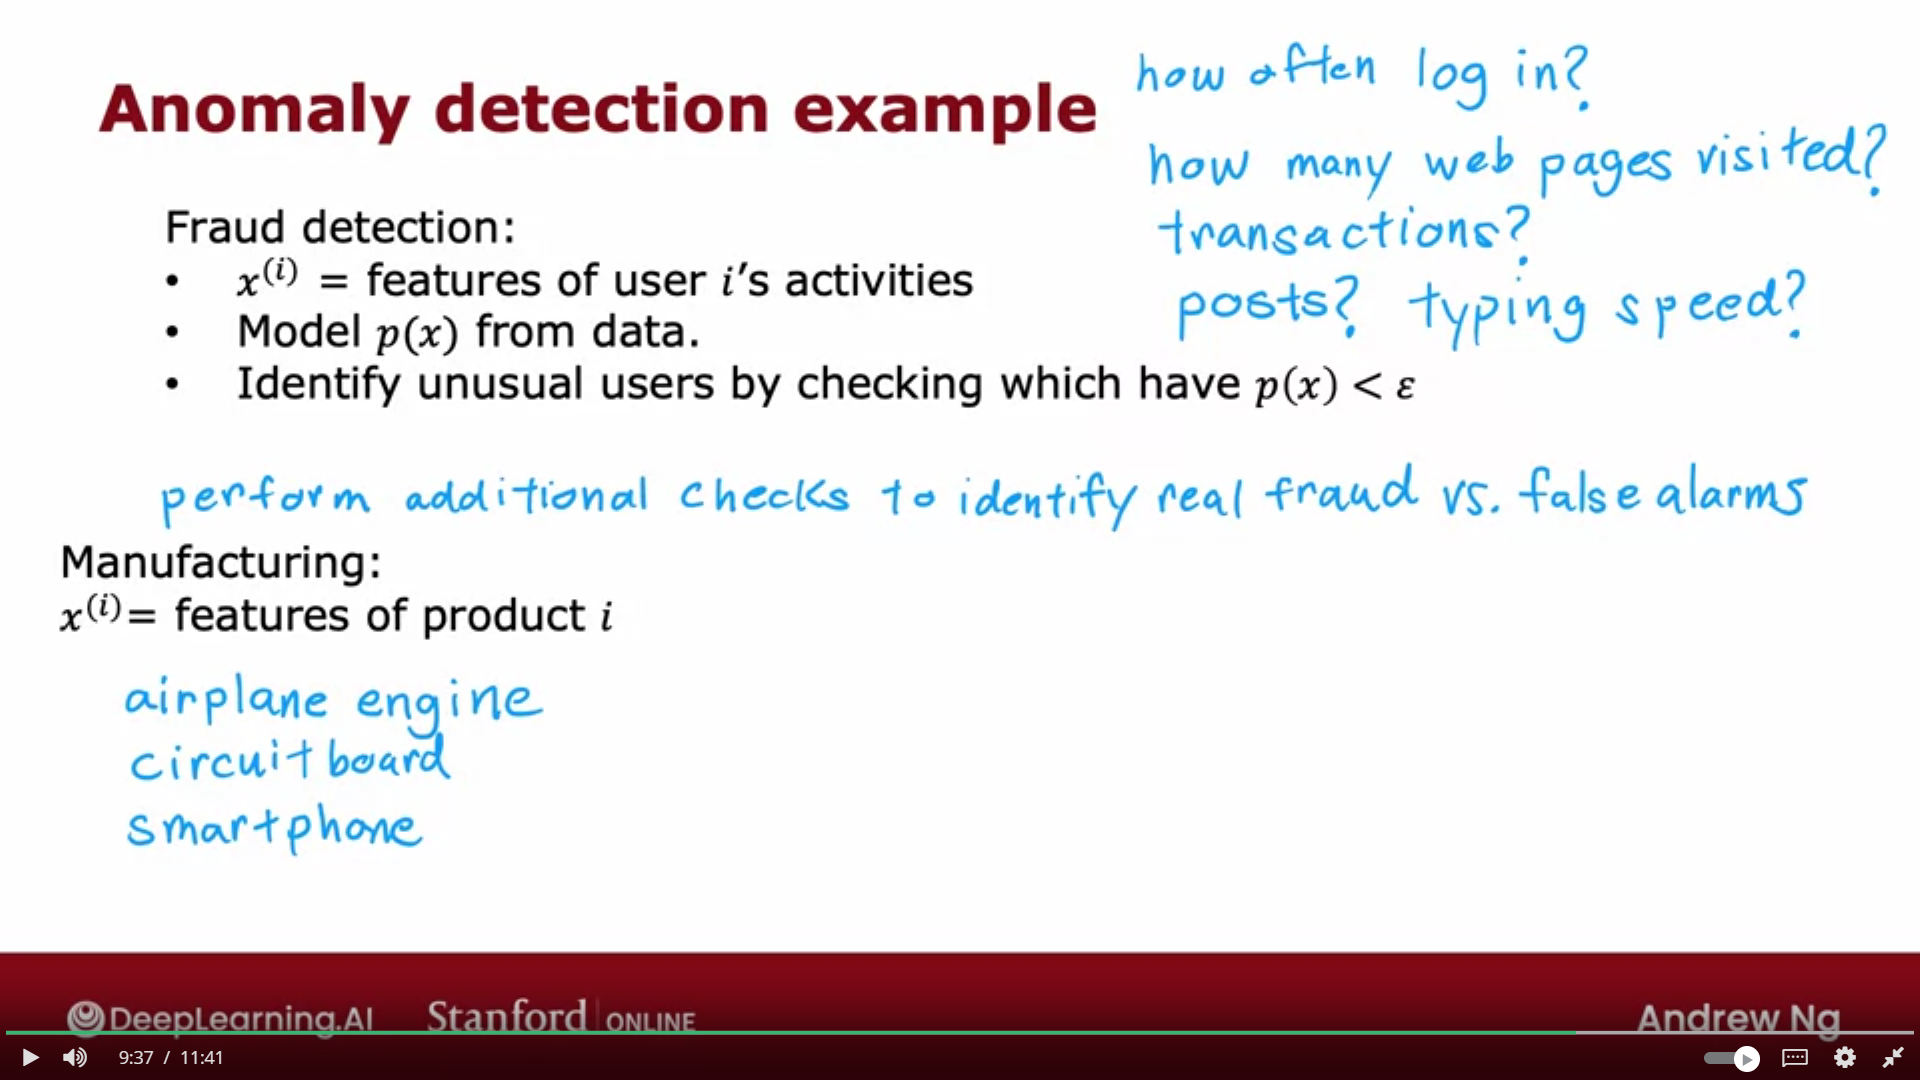 Anomaly detection example
how often log in?
how many web pages visited?
transactions?
posts? typing speed?
Fraud detection:
• x⁽ⁱ⁾ = features of user i's activities
• Model p(x) from data.
• Identify unusual users by checking which have p(x) < ε
perform additional checks to identify real fraud vs. false alarms
Manufacturing:
x⁽ⁱ⁾= features of product i
airplane engine
circuit board
smartphone
DeepLearning.AI Stanford | ONLINE Andrew Ng
9:37 / 11:41